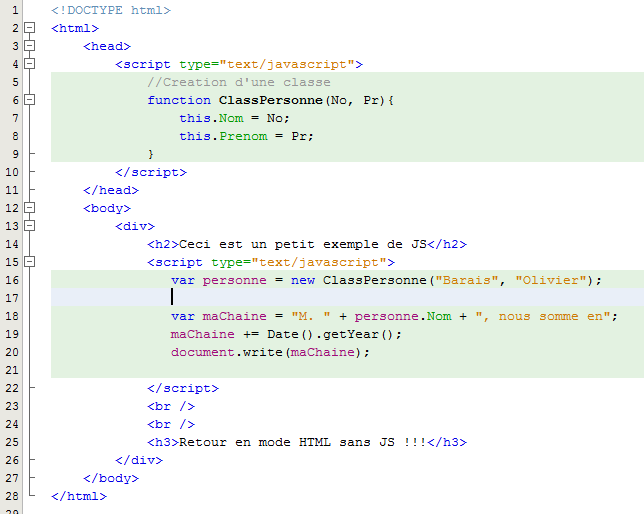 1 <!DOCTYPE html>
2 <html>
3 <head>
4 <script type="text/javascript">
5 //Creation d'une classe
6 function ClassPersonne(No, Pr){
7 this.Nom = No;
8 this.Prenom = Pr;
9 }
10 </script>
11 </head>
12 <body>
13 <div>
14 <h2>Ceci est un petit exemple de JS</h2>
15 <script type="text/javascript">
16 var personne = new ClassPersonne("Barais", "Olivier");
17
18 var maChaine = "M. " + personne.Nom + ", nous somme en";
19 maChaine += Date().getYear();
20 document.write(maChaine);
21
22 </script>
23 <br />
24 <br />
25 <h3>Retour en mode HTML sans JS !!!</h3>
26 </div>
27 </body>
28 </html>